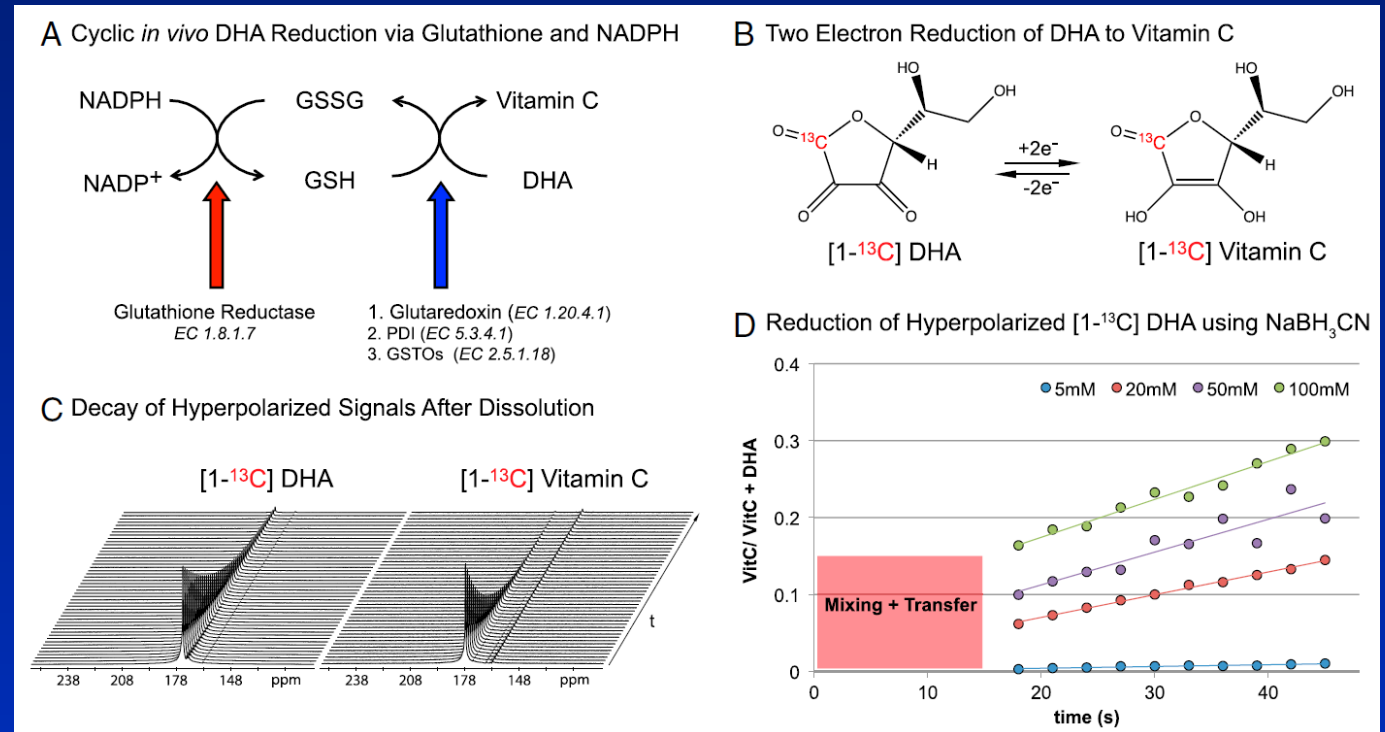 A Cyclic in vivo DHA Reduction via Glutathione and NADPH
NADPH
GSSG
Vitamin C
NADP+
GSH
DHA
Glutathione Reductase
EC 1.8.1.7
1. Glutaredoxin (EC 1.20.4.1)
2. PDI (EC 5.3.4.1)
3. GSTOs (EC 2.5.1.18)
B Two Electron Reduction of DHA to Vitamin C
HO
OH
O
O=13C
H
O
O
[1-13C] DHA
+2e−
-2e−
HO
OH
O
O=13C
H
HO
OH
[1-13C] Vitamin C
C Decay of Hyperpolarized Signals After Dissolution
[1-13C] DHA
[1-13C] Vitamin C
t
238 208 178 148 ppm
238 208 178 148 ppm
D Reduction of Hyperpolarized [1-13C] DHA using NaBH3CN
5mM 20mM 50mM 100mM
VitC/ VitC + DHA
0.4
0.3
0.2
0.1
0
Mixing + Transfer
0 10 20 30 40
time (s)